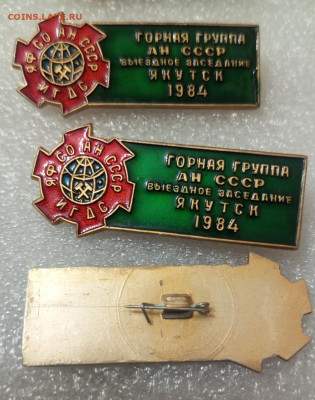 COINS.LAVE.RU
ЯФ СО АН СССР
ИГДС
ГОРНАЯ ГРУППА
АН СССР
ВЫЕЗДНОЕ ЗАСЕДАНИЕ
ЯКУТСК
1984
ЯФ СО АН СССР
ИГДС
ГОРНАЯ ГРУППА
АН СССР
ВЫЕЗДНОЕ ЗАСЕДАНИЕ
ЯКУТСК
1984